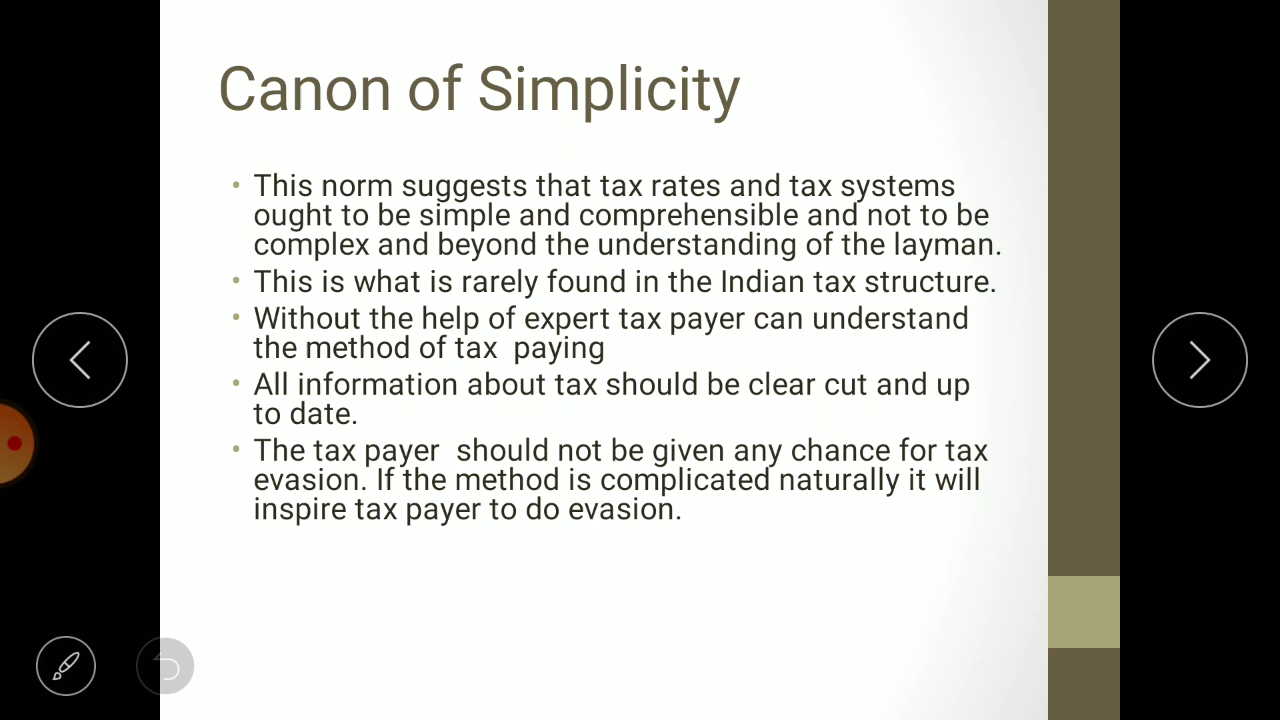 Canon of Simplicity
• This norm suggests that tax rates and tax systems
ought to be simple and comprehensible and not to be
complex and beyond the understanding of the layman.
• This is what is rarely found in the Indian tax structure.
• Without the help of expert tax payer can understand
the method of tax  paying
• All information about tax should be clear cut and up
to date.
• The tax payer  should not be given any chance for tax
evasion. If the method is complicated naturally it will
inspire tax payer to do evasion.